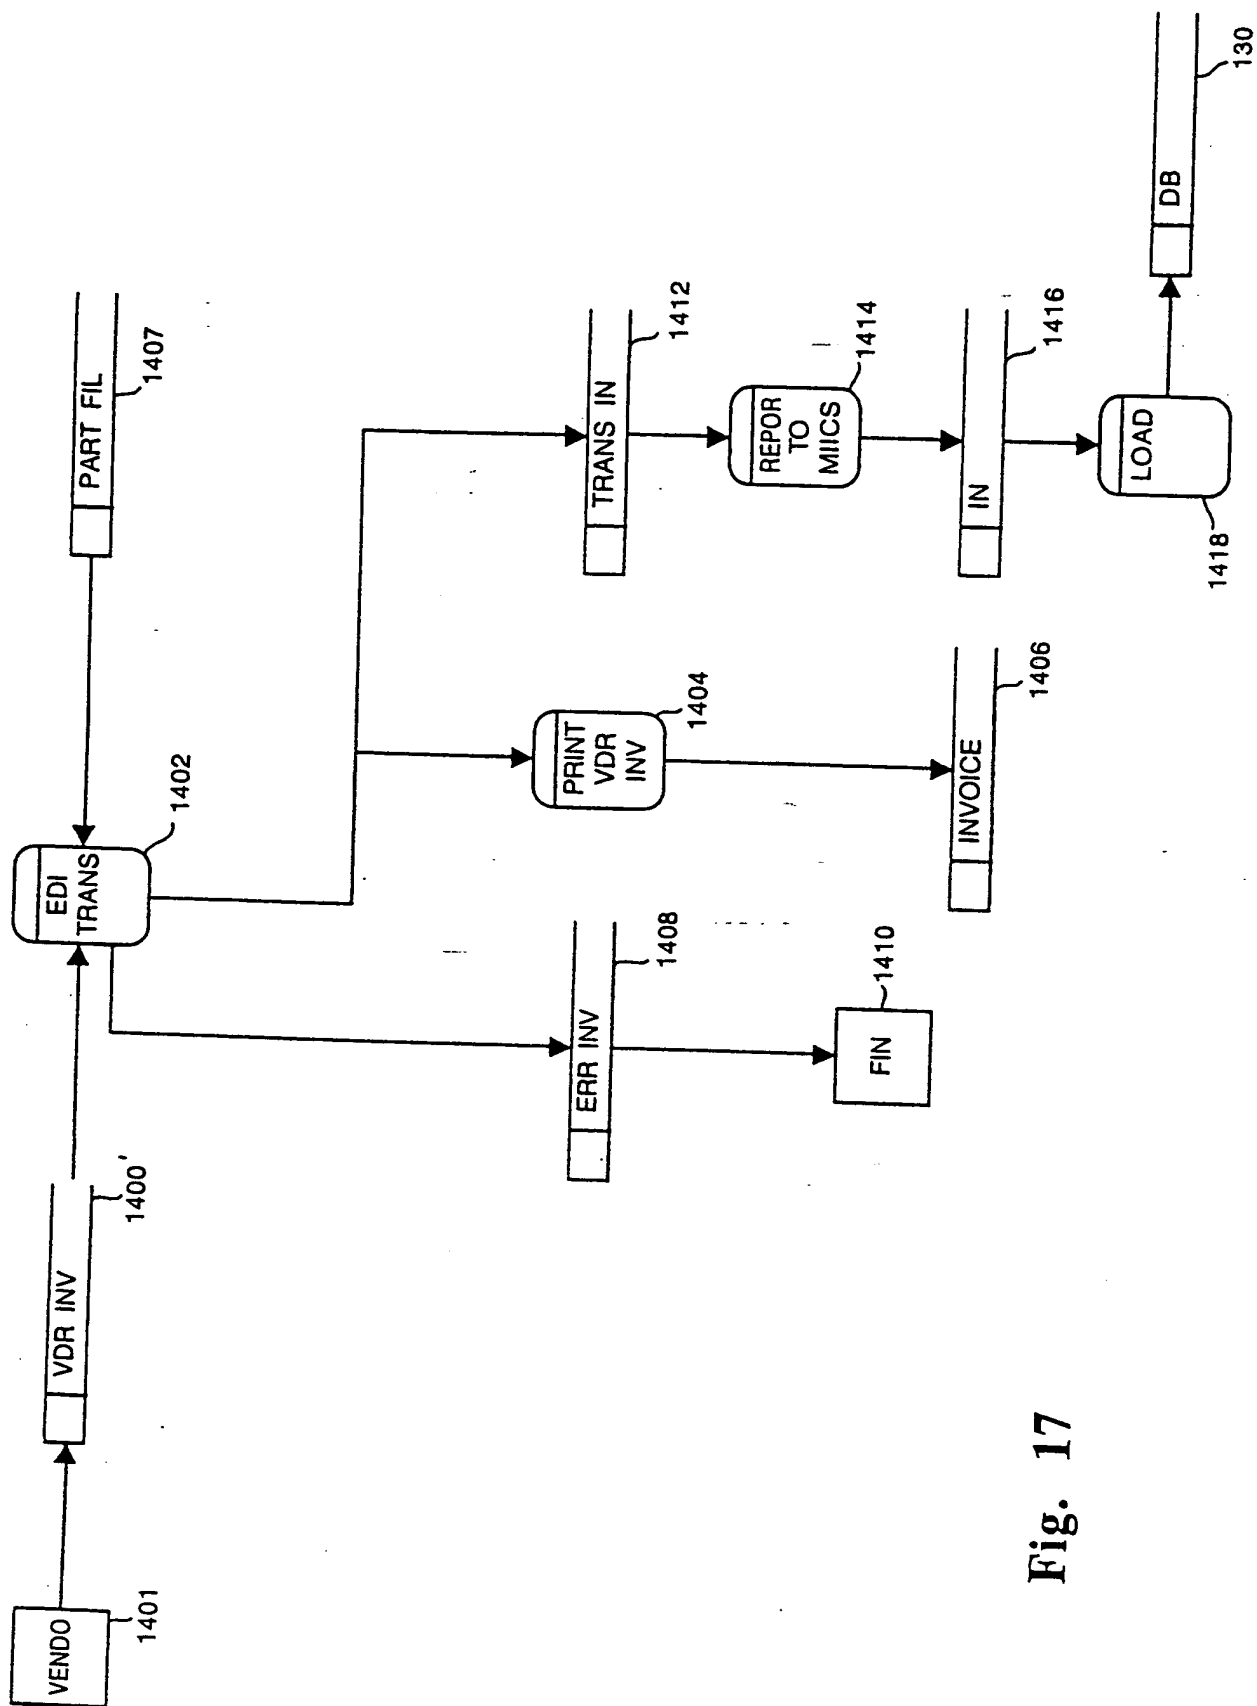 VENDO
1401
VDR INV
1400'
EDI
TRANS
1402
PART FIL
1407
ERR INV
1408
FIN
1410
PRINT
VDR
INV
1404
INVOICE
1406
TRANS IN
1412
REPOR
TO
MIICS
1414
IN
1416
LOAD
1418
DB
130
Fig. 17